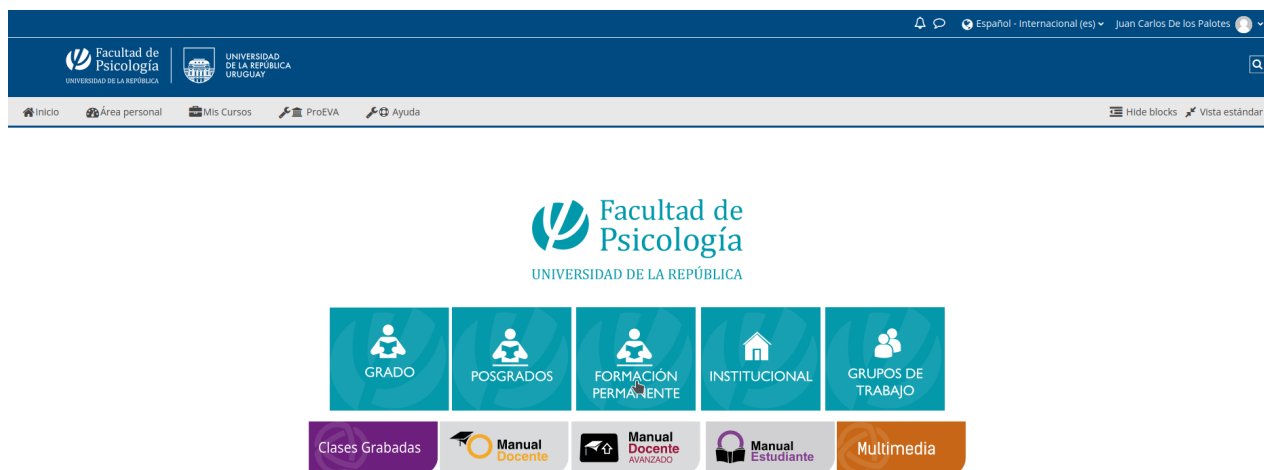 Español - Internacional (es)
Juan Carlos De los Palotes
Facultad de
Psicología
UNIVERSIDAD DE LA REPÚBLICA
UNIVERSIDAD
DE LA REPÚBLICA
URUGUAY
Inicio
Área personal
Mis Cursos
ProEVA
Ayuda
Hide blocks
Vista estándar
Facultad de
Psicología
UNIVERSIDAD DE LA REPÚBLICA
GRADO
POSGRADOS
FORMACIÓN
PERMANENTE
INSTITUCIONAL
GRUPOS DE
TRABAJO
Clases Grabadas
Manual
Docente
Manual
Docente
AVANZADO
Manual
Estudiante
Multimedia